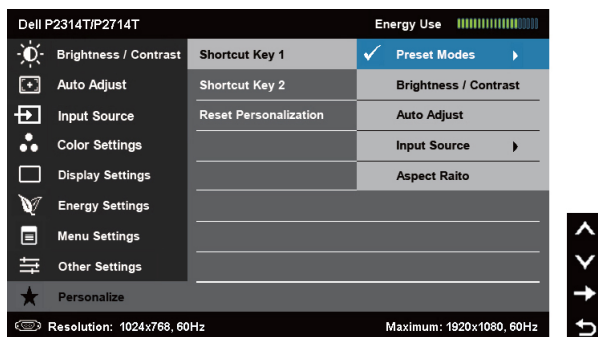 Dell P2314T/P2714T Energy Use
Brightness / Contrast Shortcut Key 1 Preset Modes
Auto Adjust Shortcut Key 2 Brightness / Contrast
Input Source Reset Personalization Auto Adjust
Color Settings Input Source
Display Settings Aspect Raito
Energy Settings
Menu Settings
Other Settings
Personalize
Resolution: 1024x768, 60Hz Maximum: 1920x1080, 60Hz